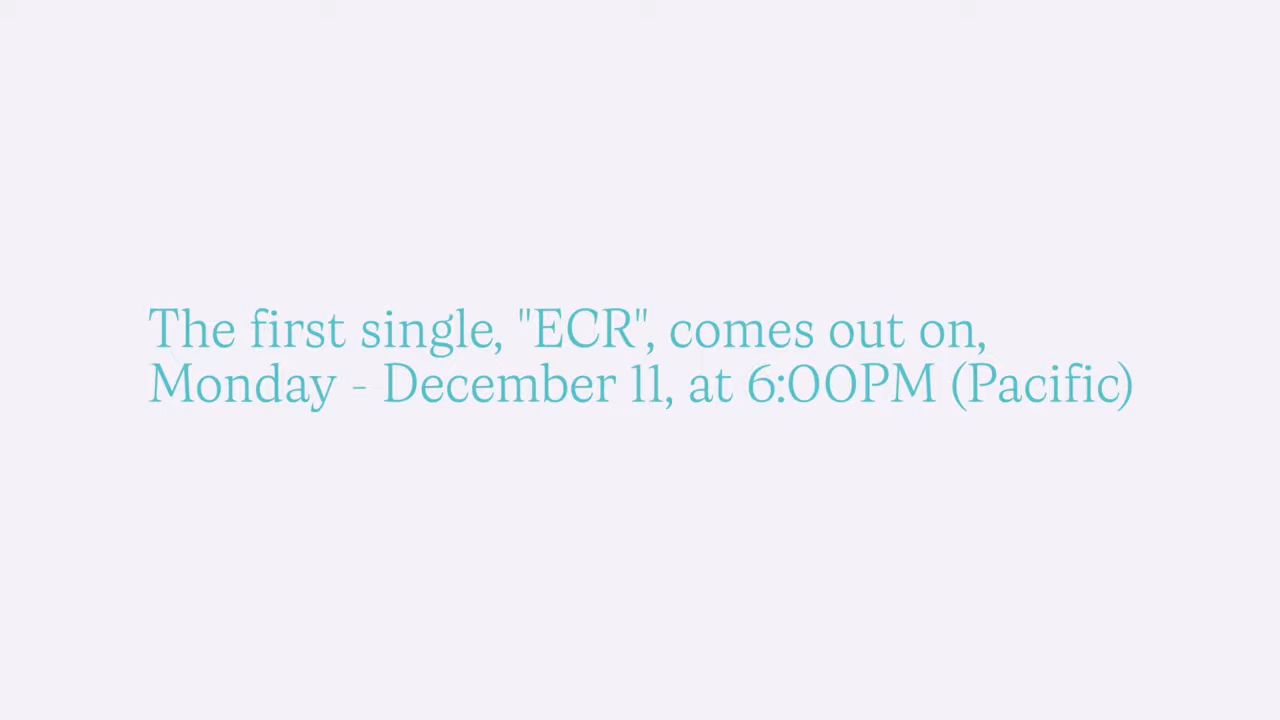 The first single, "ECR", comes out on,
Monday - December 11, at 6:00PM (Pacific)